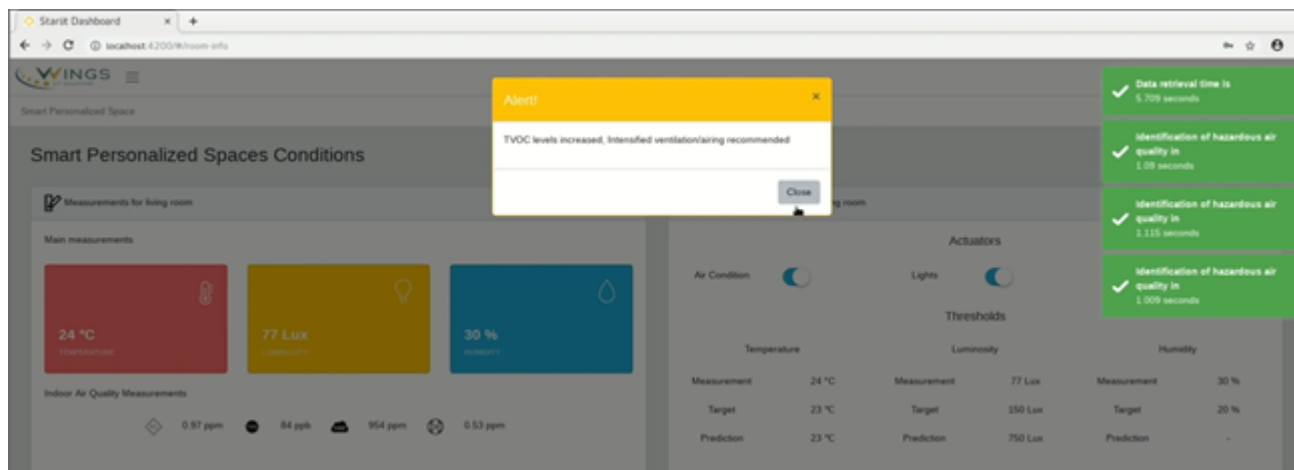 Stariit Dashboard
localhost:4200/#/room-info
WINGS
Smart Personalized Space
Smart Personalized Spaces Conditions
Alert!
TVOC levels increased, Intensified ventilation/airing recommended
Close
Data retrieval time is
5.709 seconds
Identification of hazardous air
quality in
1.09 seconds
Identification of hazardous air
quality in
1.115 seconds
Identification of hazardous air
quality in
1.009 seconds
Measurements for living room
Main measurements
24 °C
TEMPERATURE
77 Lux
LUMINOSITY
30 %
HUMIDITY
Indoor Air Quality Measurements
0.97 ppm 84 ppb 954 ppm 0.53 ppm
room
Actuators
Air Condition Lights
Thresholds
Temperature Luminosity Humidity
Measurement 24 °C Measurement 77 Lux Measurement 30 %
Target 23 °C Target 150 Lux Target 20 %
Prediction 23 °C Prediction 750 Lux Prediction -